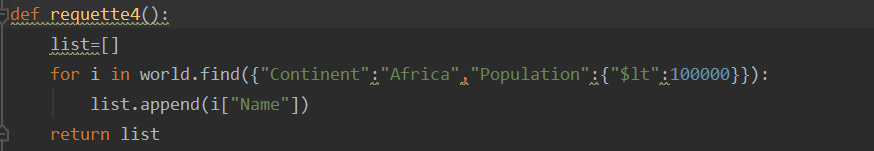 def requette4():
    list=[]
    for i in world.find({"Continent":"Africa","Population":{"$lt":100000}}):
        list.append(i["Name"])
    return list